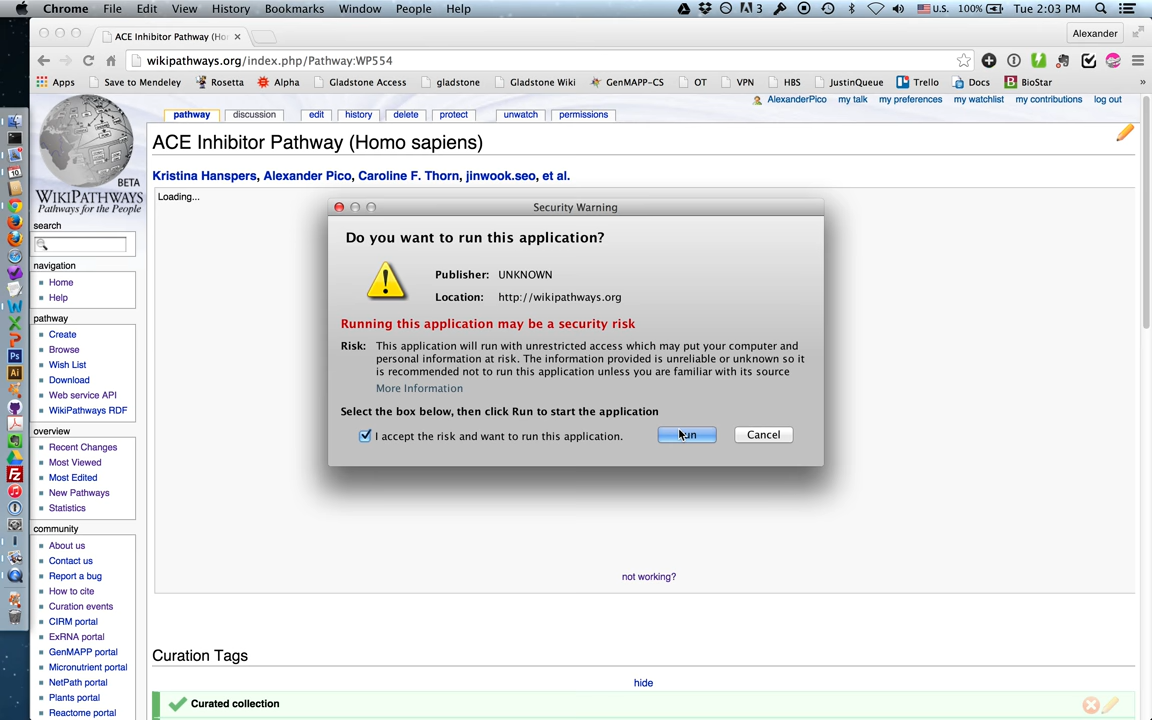 Chrome File Edit View History Bookmarks Window People Help 3 U.S. 100% Tue 2:03 PM
ACE Inhibitor Pathway (Ho Alexander
wikipathways.org/index.php/Pathway:WP554
Apps Save to Mendeley Rosetta Alpha Gladstone Access gladstone Gladstone Wiki GenMAPP-CS OT VPN HBS JustinQueue Trello Docs BioStar »
AlexanderPico my talk my preferences my watchlist my contributions log out
pathway discussion edit history delete protect unwatch permissions
ACE Inhibitor Pathway (Homo sapiens)
Kristina Hanspers, Alexander Pico, Caroline F. Thorn, jinwook.seo, et al.
Loading...
BETA
WIKIPATHWAYS
Pathways for the People
search
navigation
Home
Help
pathway
Create
Browse
Wish List
Download
Web service API
WikiPathways RDF
overview
Recent Changes
Most Viewed
Most Edited
New Pathways
Statistics
community
About us
Contact us
Report a bug
How to cite
Curation events
CIRM portal
ExRNA portal
GenMAPP portal
Micronutrient portal
NetPath portal
Plants portal
Reactome portal
Security Warning
Do you want to run this application?
Publisher: UNKNOWN
Location: http://wikipathways.org
Running this application may be a security risk
Risk: This application will run with unrestricted access which may put your computer and
personal information at risk. The information provided is unreliable or unknown so it
is recommended not to run this application unless you are familiar with its source
More Information
Select the box below, then click Run to start the application
I accept the risk and want to run this application. Run Cancel
not working?
Curation Tags
hide
Curated collection